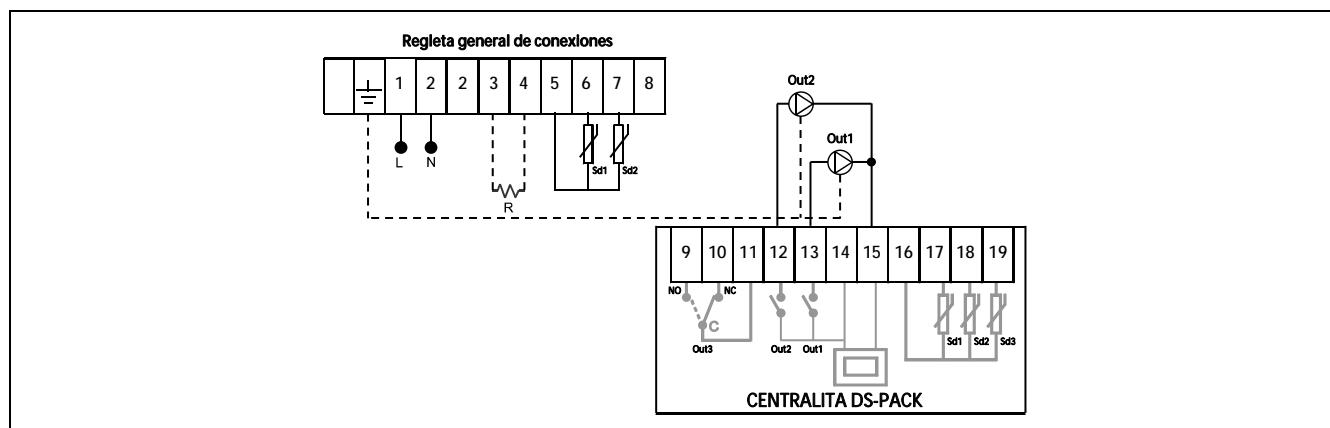 Regleta general de conexiones
1 2 2 3 4 5 6 7 8
L N
R
Sd1 Sd2
Out2
Out1
9 10 11 12 13 14 15 16 17 18 19
NO NC
C
Out3 Out2 Out1
Sd1 Sd2 Sd3
CENTRALITA DS-PACK